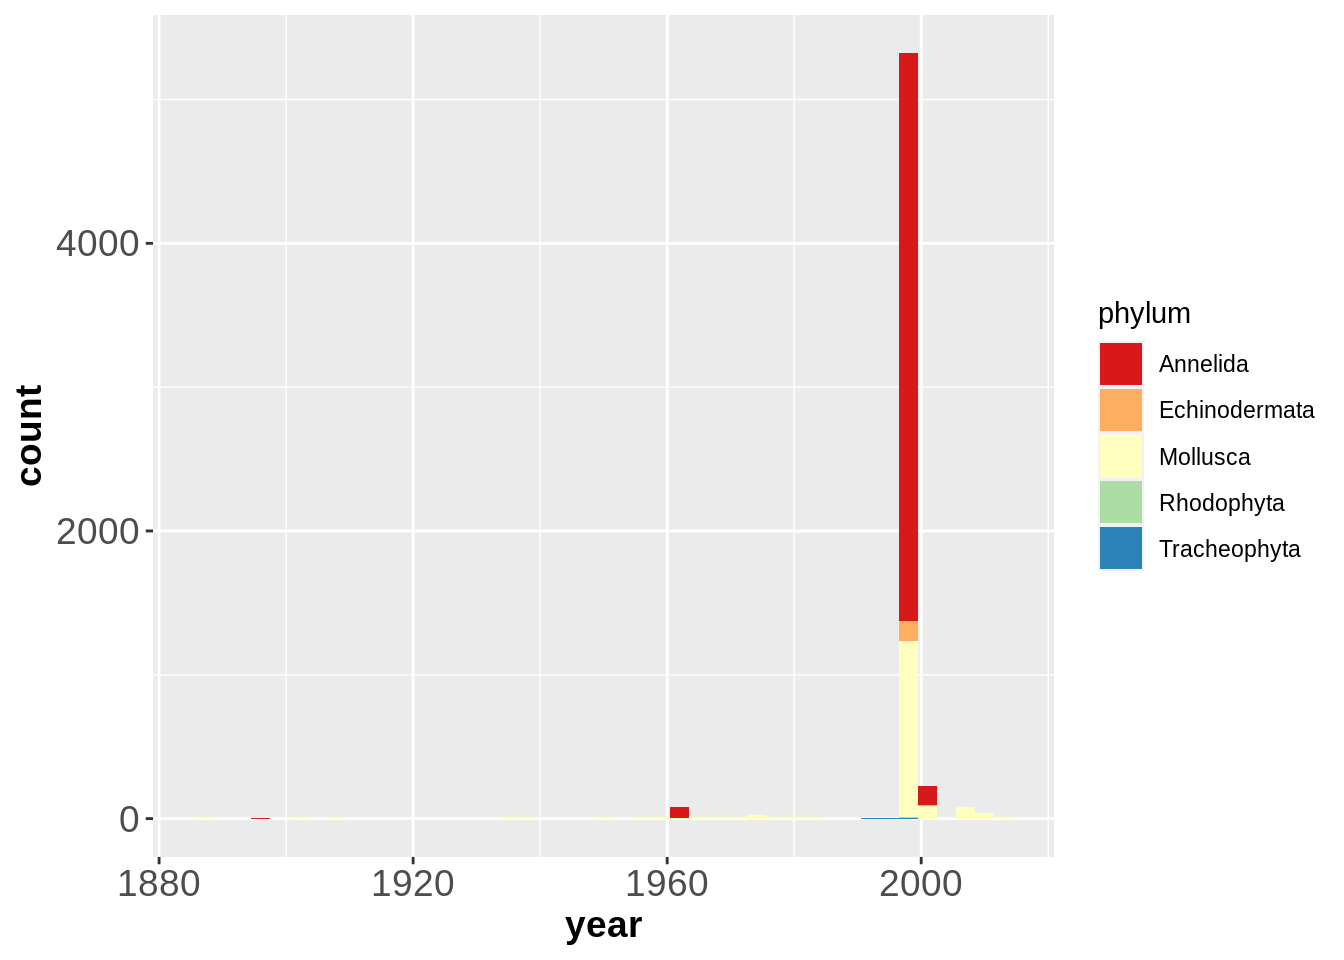 4000
2000
0
count
1880 1920 1960 2000
year
phylum
Annelida
Echinodermata
Mollusca
Rhodophyta
Tracheophyta